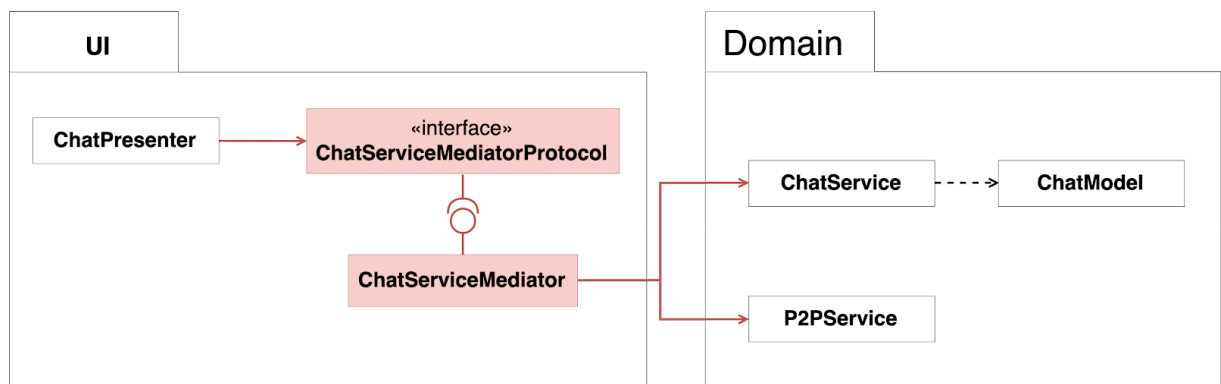 UI
Domain
ChatPresenter
«interface»
ChatServiceMediatorProtocol
ChatService
ChatModel
ChatServiceMediator
P2PService